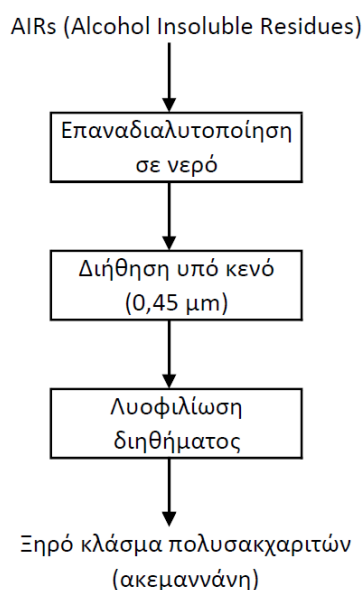 AIRs (Alcohol Insoluble Residues)
Επαναδιαλυτοποίηση
σε νερό
Διήθηση υπό κενό
(0,45 μm)
Λυοφιλίωση
διηθήματος
Ξηρό κλάσμα πολυσακχαριτών
(ακεμαννάνη)